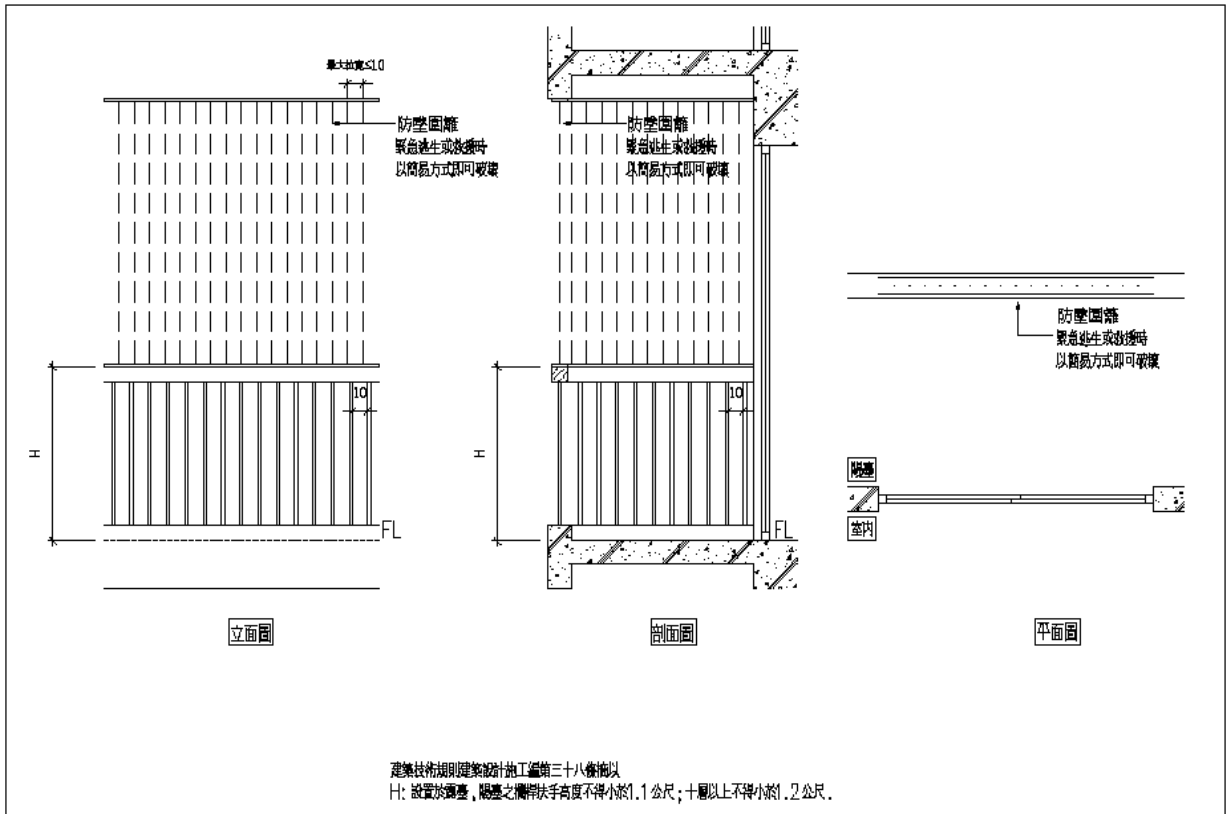 最大拉寬≤10
防墜圍籬
緊急逃生或救援時
以簡易方式即可破壞
10
H
FL
立面圖
防墜圍籬
緊急逃生或救援時
以簡易方式即可破壞
10
H
FL
剖面圖
防墜圍籬
緊急逃生或救援時
以簡易方式即可破壞
陽臺
室內
平面圖
建築技術規則建築設計施工編第三十八條摘以
H: 設置於露臺,陽臺之欄桿扶手高度不得小於1.1公尺;十層以上不得小於1.2公尺.